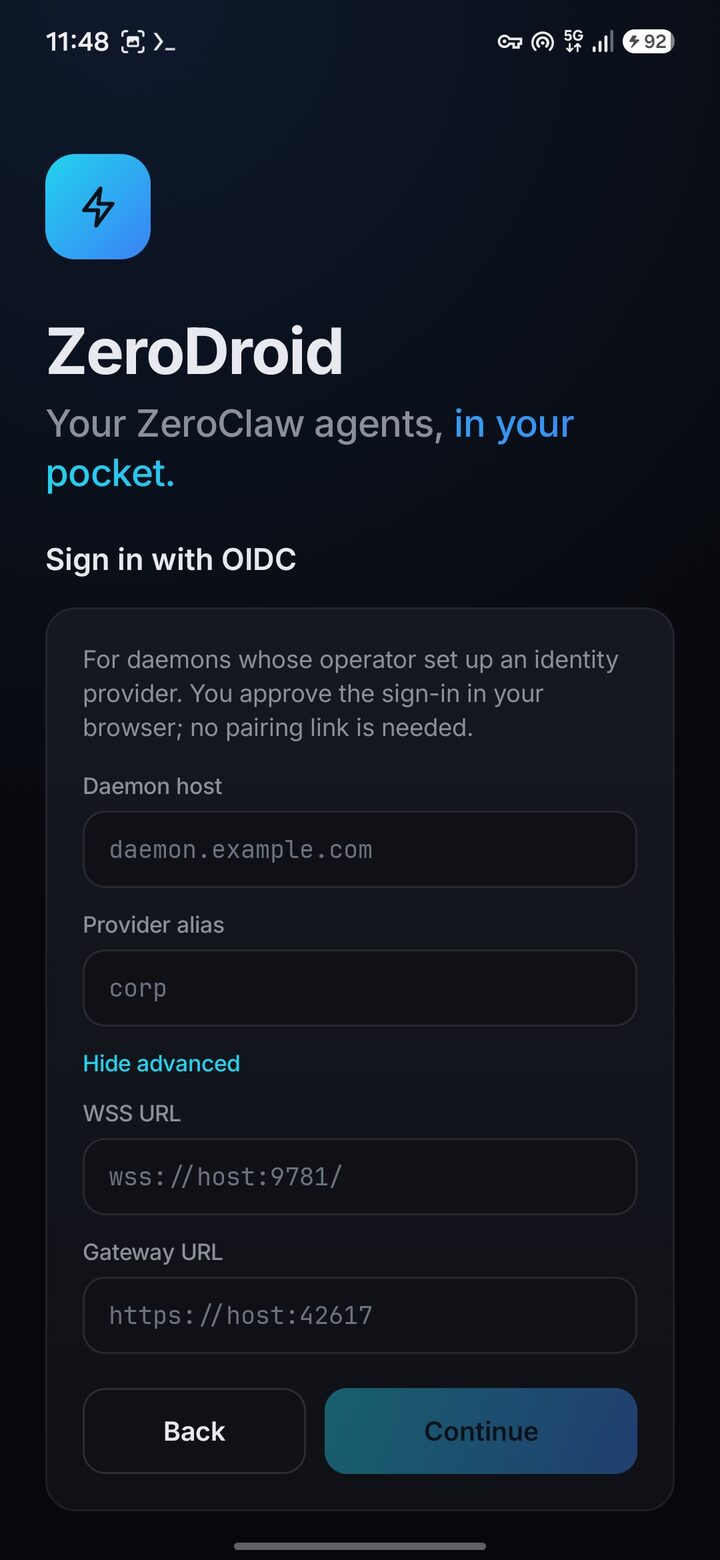 11:48
5G
92
ZeroDroid
Your ZeroClaw agents, in your
pocket.
Sign in with OIDC
For daemons whose operator set up an identity
provider. You approve the sign-in in your
browser; no pairing link is needed.
Daemon host
daemon.example.com
Provider alias
corp
Hide advanced
WSS URL
wss://host:9781/
Gateway URL
https://host:42617
Back
Continue